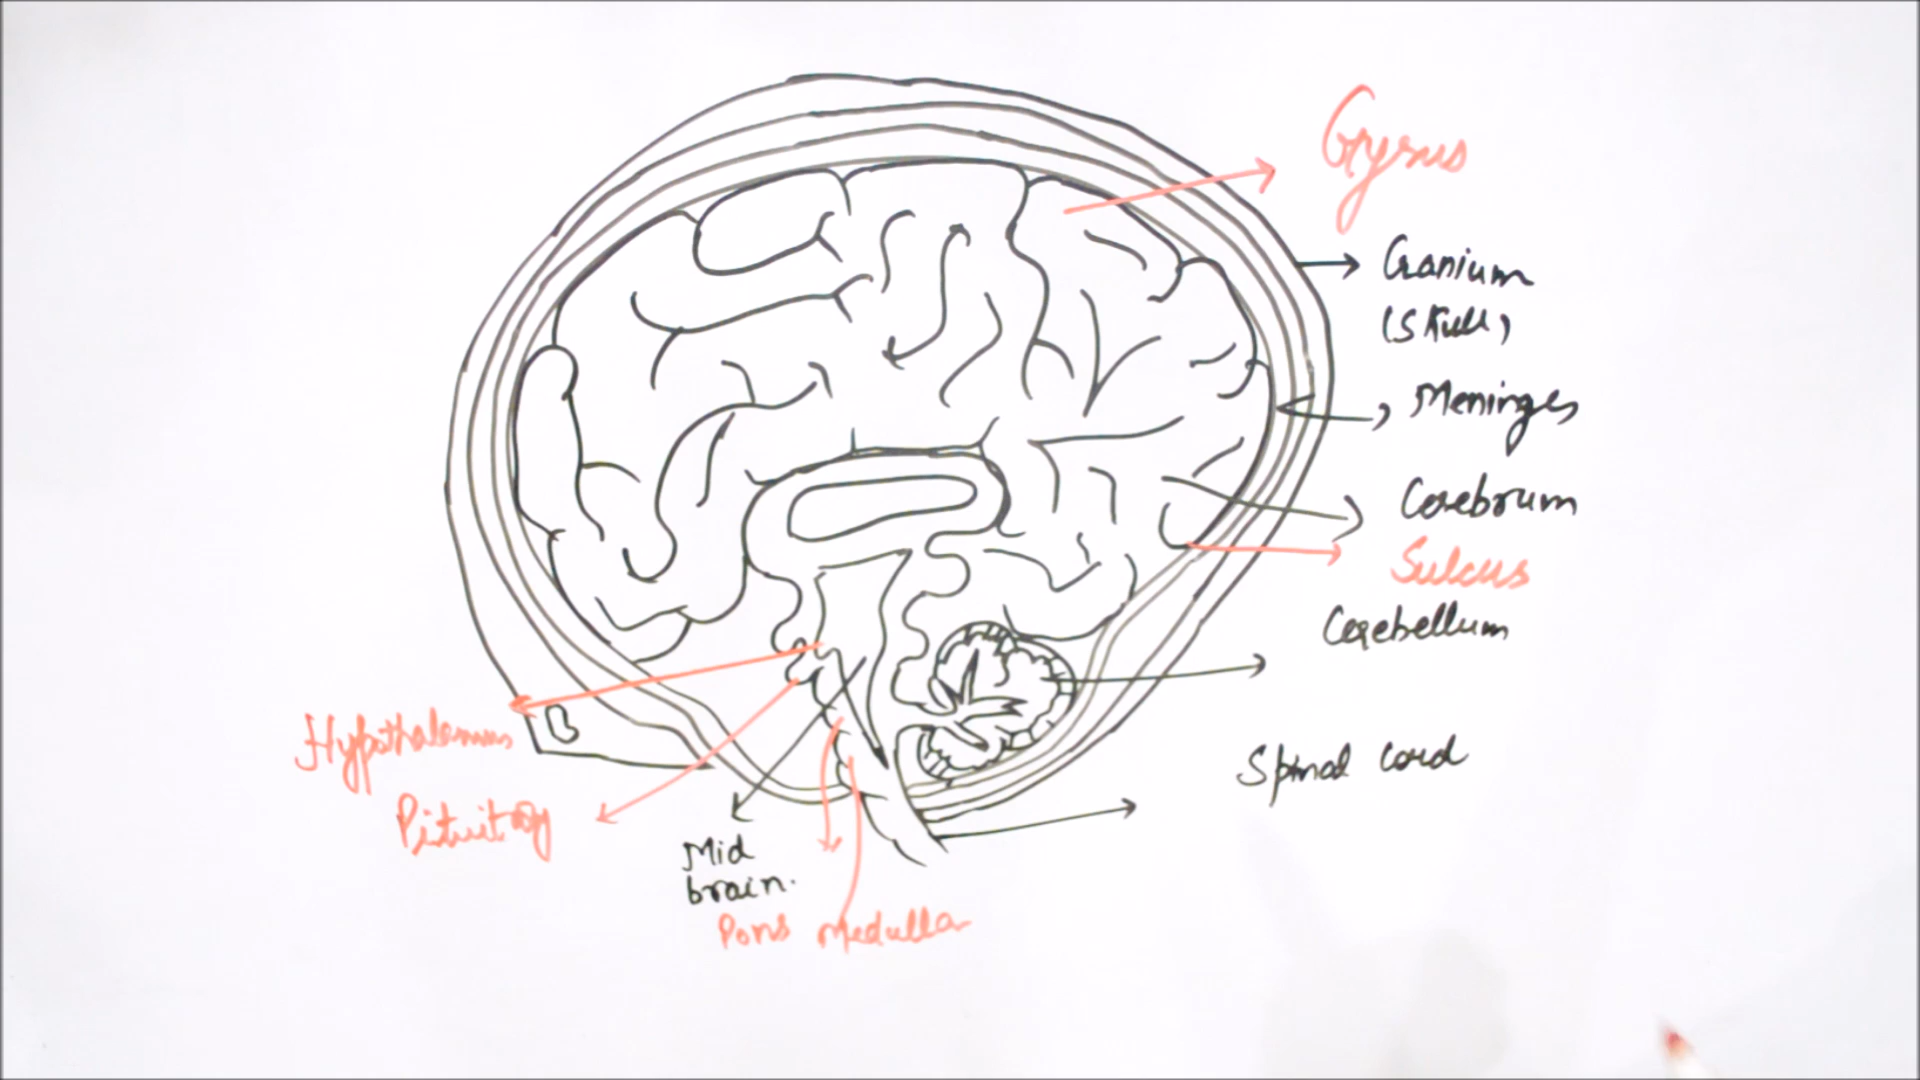 Gyrus
Cranium
(Skull)
Meninges
Cerebrum
Sulcus
Cerebellum
Hypothalamus
Spinal cord
Pituitary
Mid
brain.
Pons Medulla